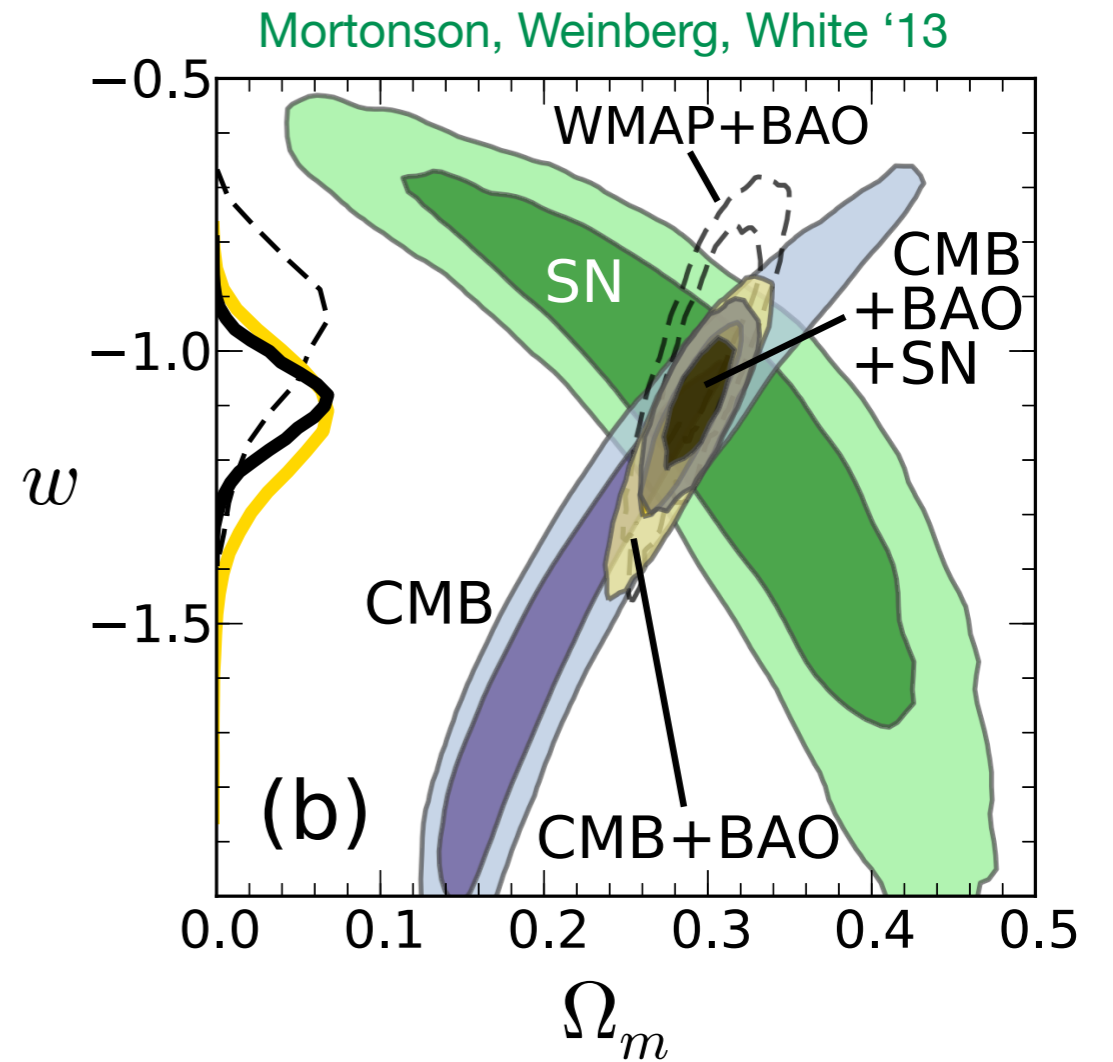 Mortonson, Weinberg, White ‘13
−0.5
WMAP+BAO
SN
CMB
+BAO
+SN
−1.0
w
CMB
−1.5
(b)
CMB+BAO
0.0 0.1 0.2 0.3 0.4 0.5
Ωm